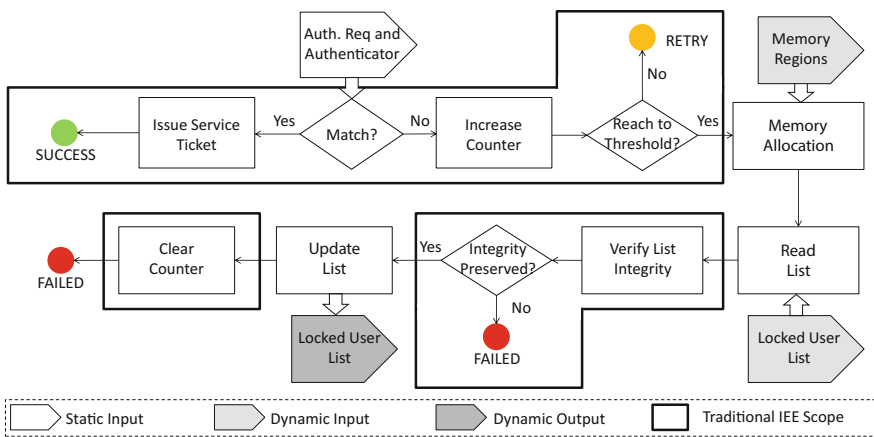 Auth. Req and
Authenticator
RETRY
Memory
Regions
No
SUCCESS
Issue Service
Ticket
Yes
Match?
No
Increase
Counter
Reach to
Threshold?
Yes
Memory
Allocation
FAILED
Clear
Counter
Update
List
Yes
Integrity
Preserved?
No
FAILED
Verify List
Integrity
Read
List
Locked User
List
Locked User
List
Static Input
Dynamic Input
Dynamic Output
Traditional IEE Scope